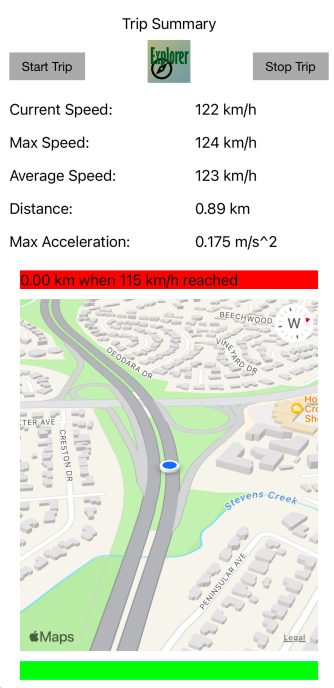 Trip Summary
Start Trip
Explorer
Stop Trip
Current Speed: 122 km/h
Max Speed: 124 km/h
Average Speed: 123 km/h
Distance: 0.89 km
Max Acceleration: 0.175 m/s^2
0.00 km when 115 km/h reached
BEECHWOOD
W
DEODARA DR
VINEYARD DR
Ho
Cre
Sh
TER AVE
CRESTON DR
Stevens Creek
PENINSULAR AVE
Maps
Legal